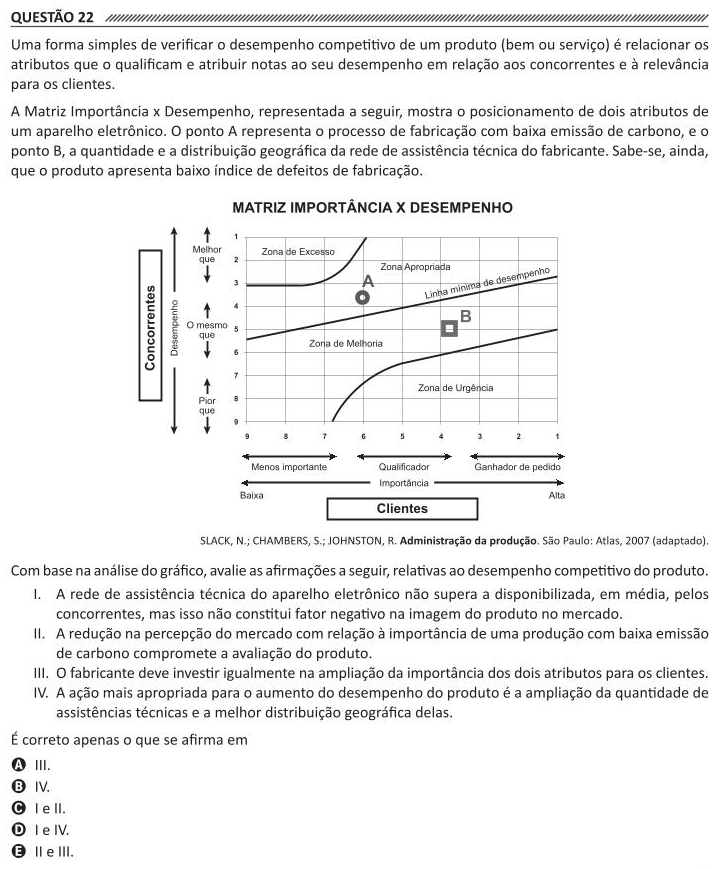 QUESTÃO 22
Uma forma simples de verificar o desempenho competitivo de um produto (bem ou serviço) é relacionar os
atributos que o qualificam e atribuir notas ao seu desempenho em relação aos concorrentes e à relevância
para os clientes.
A Matriz Importância x Desempenho, representada a seguir, mostra o posicionamento de dois atributos de
um aparelho eletrônico. O ponto A representa o processo de fabricação com baixa emissão de carbono, e o
ponto B, a quantidade e a distribuição geográfica da rede de assistência técnica do fabricante. Sabe-se, ainda,
que o produto apresenta baixo índice de defeitos de fabricação.
MATRIZ IMPORTÂNCIA X DESEMPENHO
Concorrentes
Desempenho
Melhor
que
O mesmo
que
Pior
que
1
2
3
4
5
6
7
8
9
Zona de Excesso
Zona Apropriada
Linha mínima de desempenho
A
B
Zona de Melhoria
Zona de Urgência
9 8 7 6 5 4 3 2 1
Menos importante Qualificador Ganhador de pedido
Importância
Baixa Alta
Clientes
SLACK, N.; CHAMBERS, S.; JOHNSTON, R. Administração da produção. São Paulo: Atlas, 2007 (adaptado).
Com base na análise do gráfico, avalie as afirmações a seguir, relativas ao desempenho competitivo do produto.
I. A rede de assistência técnica do aparelho eletrônico não supera a disponibilizada, em média, pelos
concorrentes, mas isso não constitui fator negativo na imagem do produto no mercado.
II. A redução na percepção do mercado com relação à importância de uma produção com baixa emissão
de carbono compromete a avaliação do produto.
III. O fabricante deve investir igualmente na ampliação da importância dos dois atributos para os clientes.
IV. A ação mais apropriada para o aumento do desempenho do produto é a ampliação da quantidade de
assistências técnicas e a melhor distribuição geográfica delas.
É correto apenas o que se afirma em
A III.
B IV.
C I e II.
D I e IV.
E II e III.